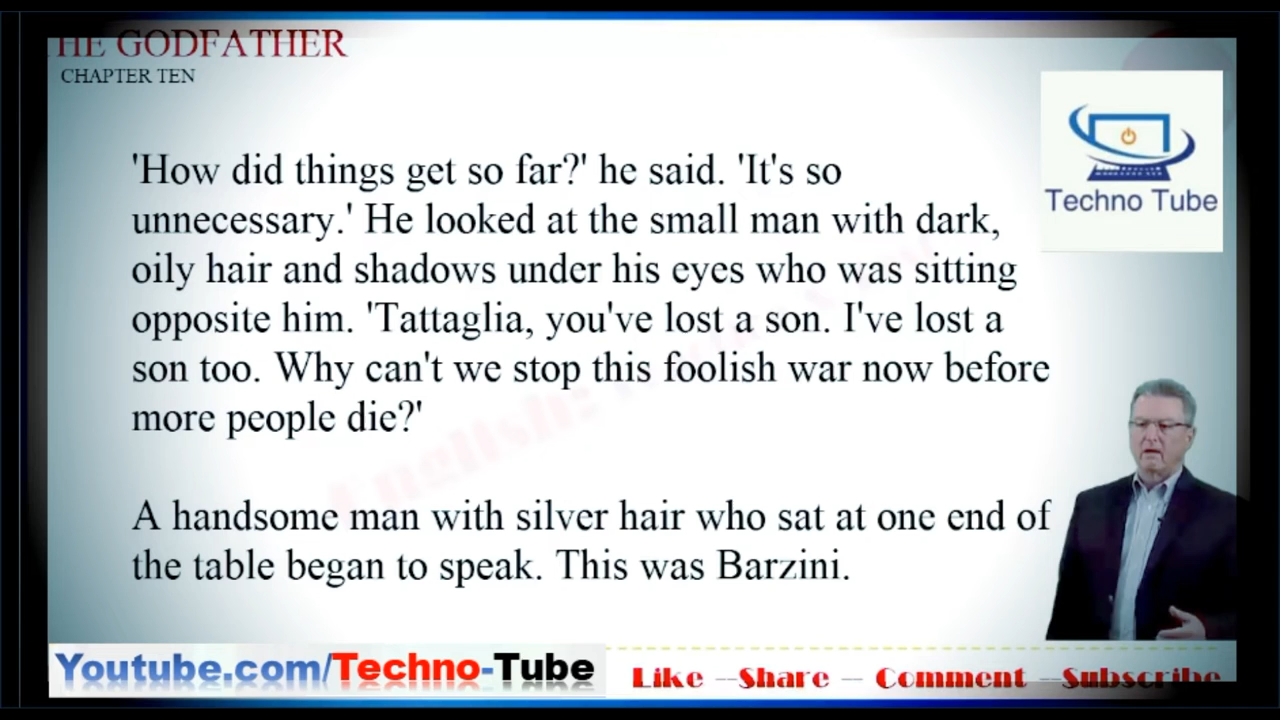 THE GODFATHER
CHAPTER TEN
'How did things get so far?' he said. 'It's so
unnecessary.' He looked at the small man with dark,
oily hair and shadows under his eyes who was sitting
opposite him. 'Tattaglia, you've lost a son. I've lost a
son too. Why can't we stop this foolish war now before
more people die?'
A handsome man with silver hair who sat at one end of
the table began to speak. This was Barzini.
Techno Tube
Youtube.com/Techno-Tube
Like --Share -- Comment --Subscribe